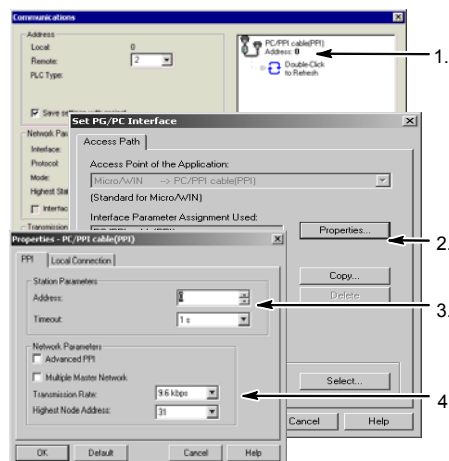 Communications
Address
Local: 0
Remote: 2
PLC Type:
Save settings with project
PC/PPI cable(PPI)
Address: 0
Double-Click
to Refresh
1.
Network
Interface:
Protocol
Mode:
Highest
Transmission
Set PG/PC Interface
Access Path
Access Point of the Application:
Micro/WIN -> PC/PPI cable(PPI)
(Standard for Micro/WIN)
Interface Parameter Assignment Used:
Properties...
2.
Copy...
Delete
Select...
Cancel Help
Properties - PC/PPI cable(PPI)
PPI Local Connection
Station Parameters
Address: 0
Timeout: 1 s
3.
Network Parameters
Advanced PPI
Multiple Master Network
Transmission Rate: 9.6 kbps
Highest Node Address: 31
4
OK Default Cancel Help